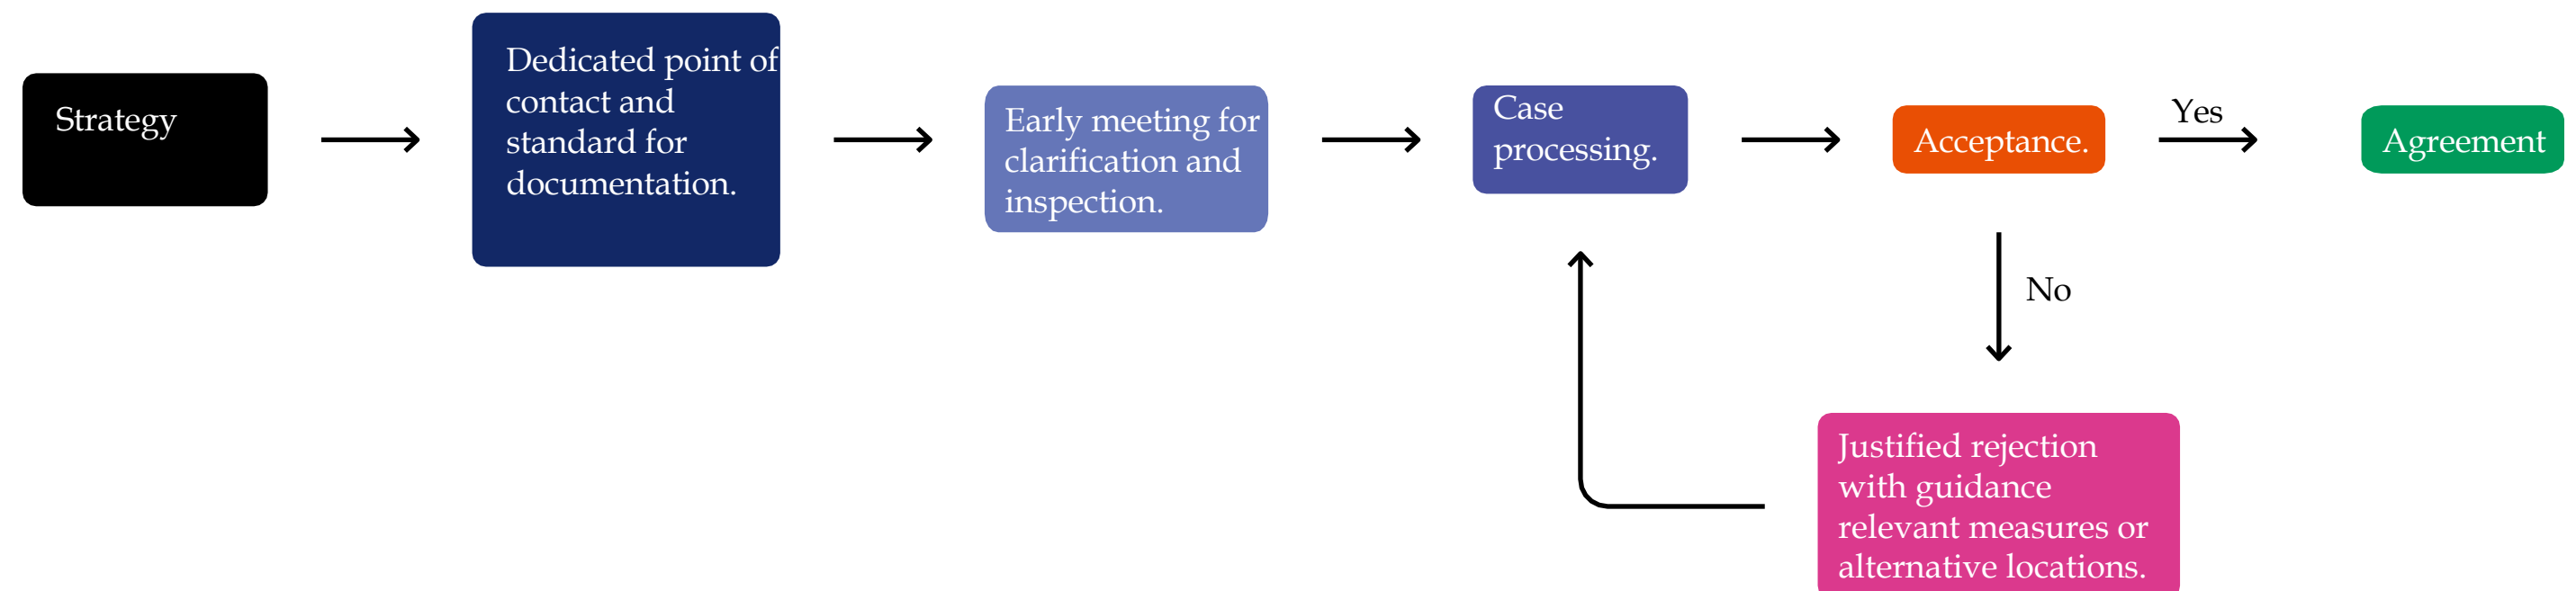 Strategy
Dedicated point of
contact and
standard for
documentation.
Early meeting for
clarification and
inspection.
Case
processing.
Acceptance.
Yes
Agreement
No
Justified rejection
with guidance
relevant measures or
alternative locations.